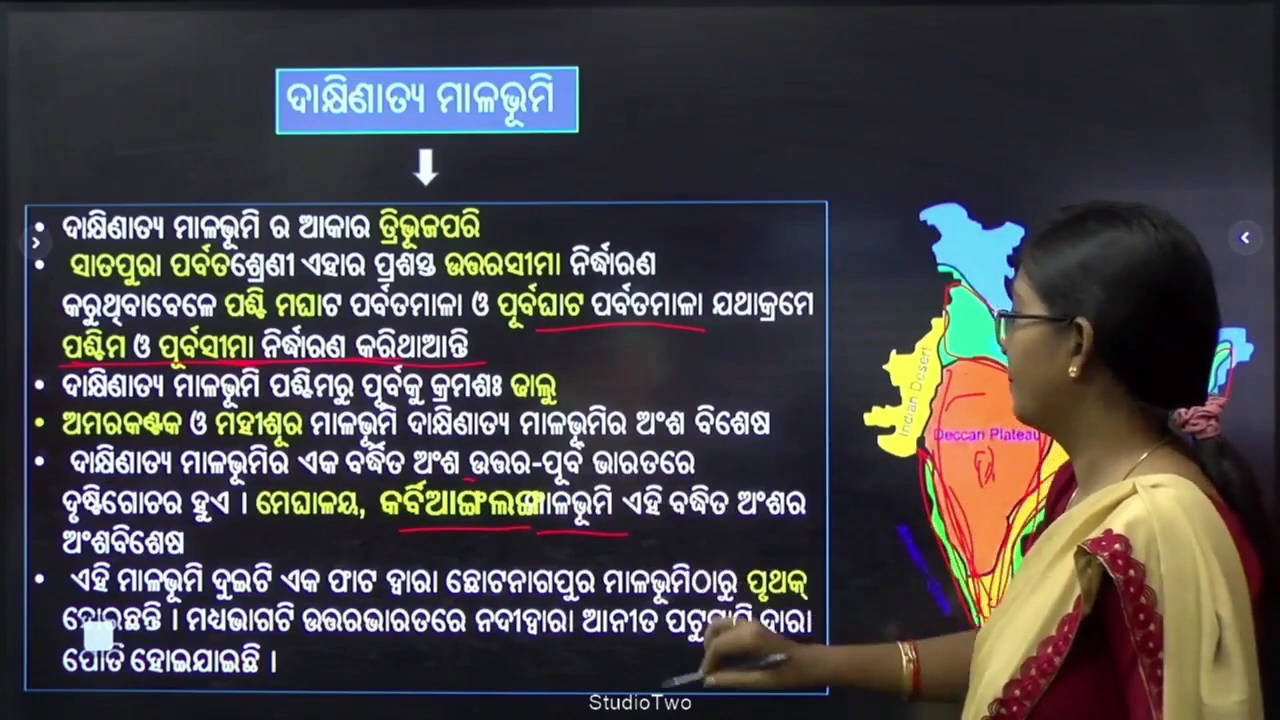 ଦାକ୍ଷିଣାତ୍ୟ ମାଳଭୂମି
• ଦାକ୍ଷିଣାତ୍ୟ ମାଳଭୂମି ର ଆକାର ତ୍ରିଭୂଜପରି
• ସାତପୁରା ପର୍ବତଶ୍ରେଣୀ ଏହାର ପ୍ରଶସ୍ତ ଉତ୍ତରସୀମା ନିର୍ଦ୍ଧାରଣ
କରୁଥିବାବେଳେ ପଶ୍ଚି ମଘାଟ ପର୍ବତମାଳା ଓ ପୂର୍ବଘାଟ ପର୍ବତମାଳା ଯଥାକ୍ରମେ
ପଶ୍ଚିମ ଓ ପୂର୍ବସୀମା ନିର୍ଦ୍ଧାରଣ କରିଥାଆନ୍ତି
• ଦାକ୍ଷିଣାତ୍ୟ ମାଳଭୂମି ପଶ୍ଚିମରୁ ପୂର୍ବକୁ କ୍ରମଶଃ ଢାଲୁ
• ଅମରକଣ୍ଟକ ଓ ମହୀଶୂର ମାଳଭୂମି ଦାକ୍ଷିଣାତ୍ୟ ମାଳଭୂମିର ଅଂଶ ବିଶେଷ
• ଦାକ୍ଷିଣାତ୍ୟ ମାଳଭୂମିର ଏକ ବର୍ଦ୍ଧିତ ଅଂଶ ଉତ୍ତର-ପୂର୍ବ ଭାରତରେ
ଦୃଷ୍ଟିଗୋଚର ହୁଏ । ମେଘାଳୟ, କର୍ବିଆଙ୍ଗଲଙ୍ଗ ମାଳଭୂମି ଏହି ବଦ୍ଧିତ ଅଂଶର
ଅଂଶବିଶେଷ
• ଏହି ମାଳଭୂମି ଦୁଇଟି ଏକ ଫାଟ ଦ୍ୱାରା ଛୋଟନାଗପୁର ମାଳଭୂମିଠାରୁ ପୃଥକ୍
ହୋଇଛନ୍ତି । ମଧ୍ୟଭାଗଟି ଉତ୍ତରଭାରତରେ ନଦୀଦ୍ୱାରା ଆନୀତ ଦ୍ୱାରା
ପୋତି ହୋଇଯାଇଛି ।
Indian Desert
Deccan Plateau
StudioTwo